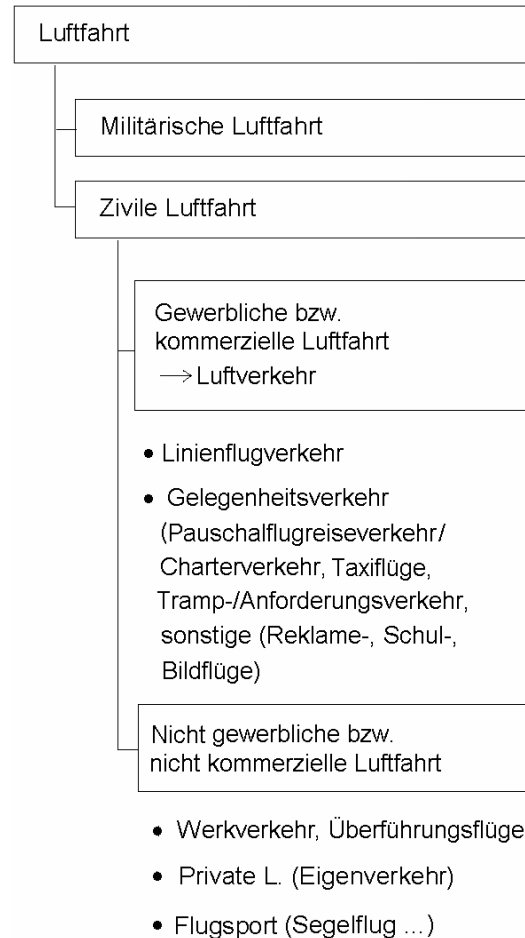 Luftfahrt
Militärische Luftfahrt
Zivile Luftfahrt
Gewerbliche bzw.
kommerzielle Luftfahrt
→ Luftverkehr
• Linienflugverkehr
• Gelegenheitsverkehr
(Pauschalflugreiseverkehr/
Charterverkehr, Taxiflüge,
Tramp-/Anforderungsverkehr,
sonstige (Reklame-, Schul-,
Bildflüge)
Nicht gewerbliche bzw.
nicht kommerzielle Luftfahrt
• Werkverkehr, Überführungsflüge
• Private L. (Eigenverkehr)
• Flugsport (Segelflug ...)